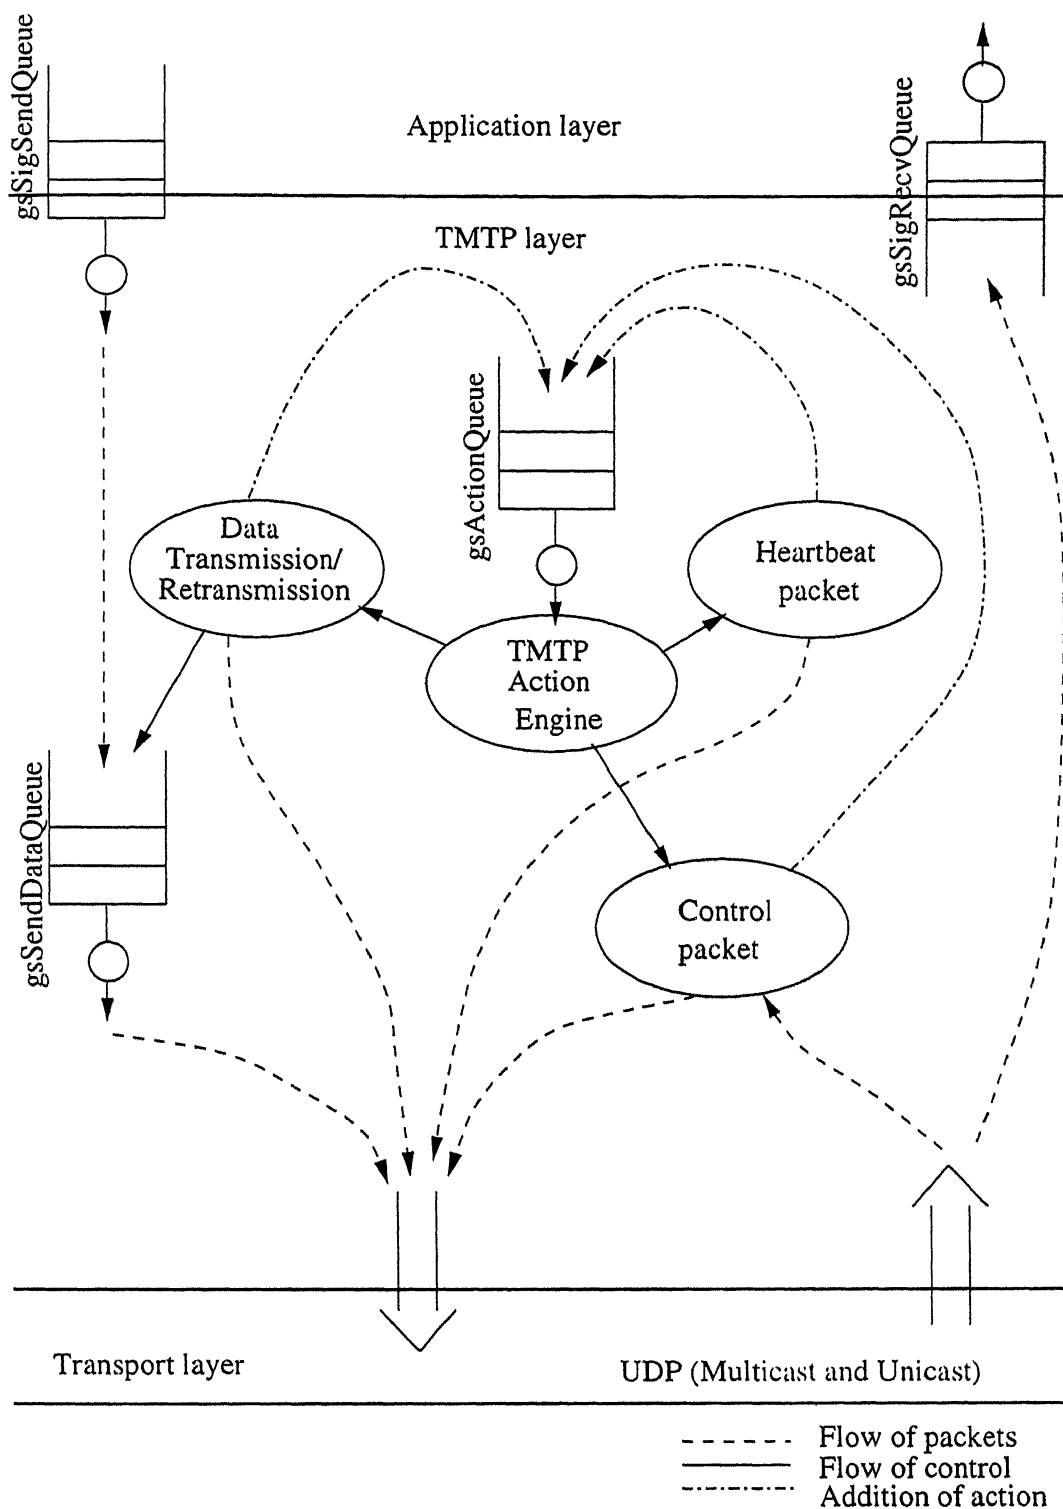 gsSigSendQueue
Application layer
gsSigRecvQueue
TMTP layer
gsActionQueue
Data
Transmission/
Retransmission
Heartbeat
packet
TMTP
Action
Engine
gsSendDataQueue
Control
packet
Transport layer
UDP (Multicast and Unicast)
Flow of packets
Flow of control
Addition of action